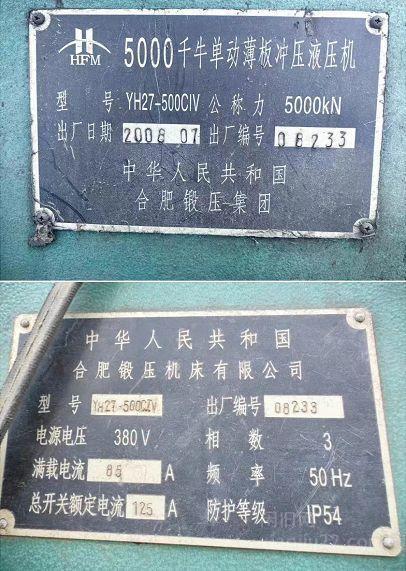 HFM
5000千牛单动薄板冲压液压机
型 号 YH27-500CIV 公称力 5000kN
出厂日期 2008 07 出厂编号 08233
中华人民共和国
合肥锻压集团
中华人民共和国
合肥锻压机床有限公司
型 号 YH27-500CIV 出厂编号 08233
电源电压 380V 相 数 3
满载电流 85 A 频 率 50Hz
总开关额定电流 125 A 防护等级 IP54